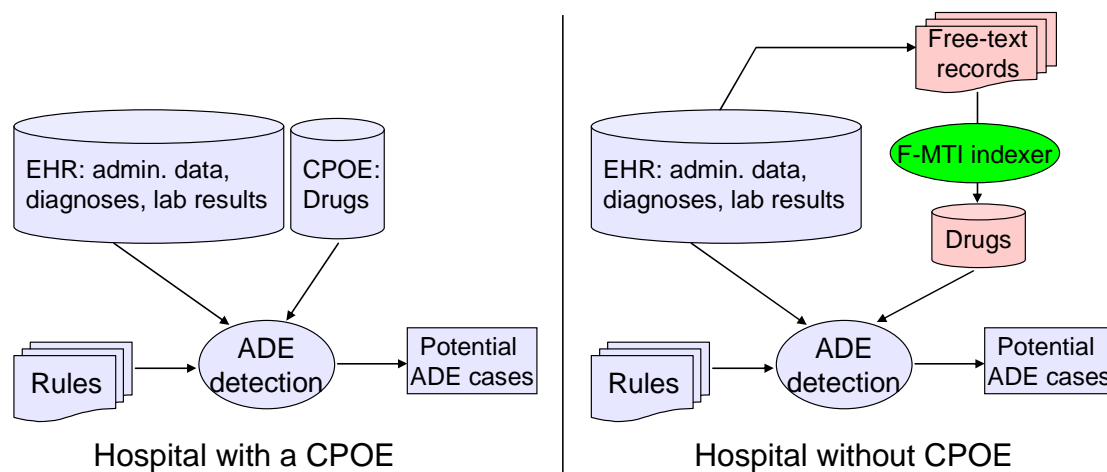 EHR: admin. data,
diagnoses, lab results
CPOE:
Drugs
Rules
ADE
detection
Potential
ADE cases
Hospital with a CPOE
Free-text
records
F-MTI indexer
EHR: admin. data,
diagnoses, lab results
Drugs
Rules
ADE
detection
Potential
ADE cases
Hospital without CPOE